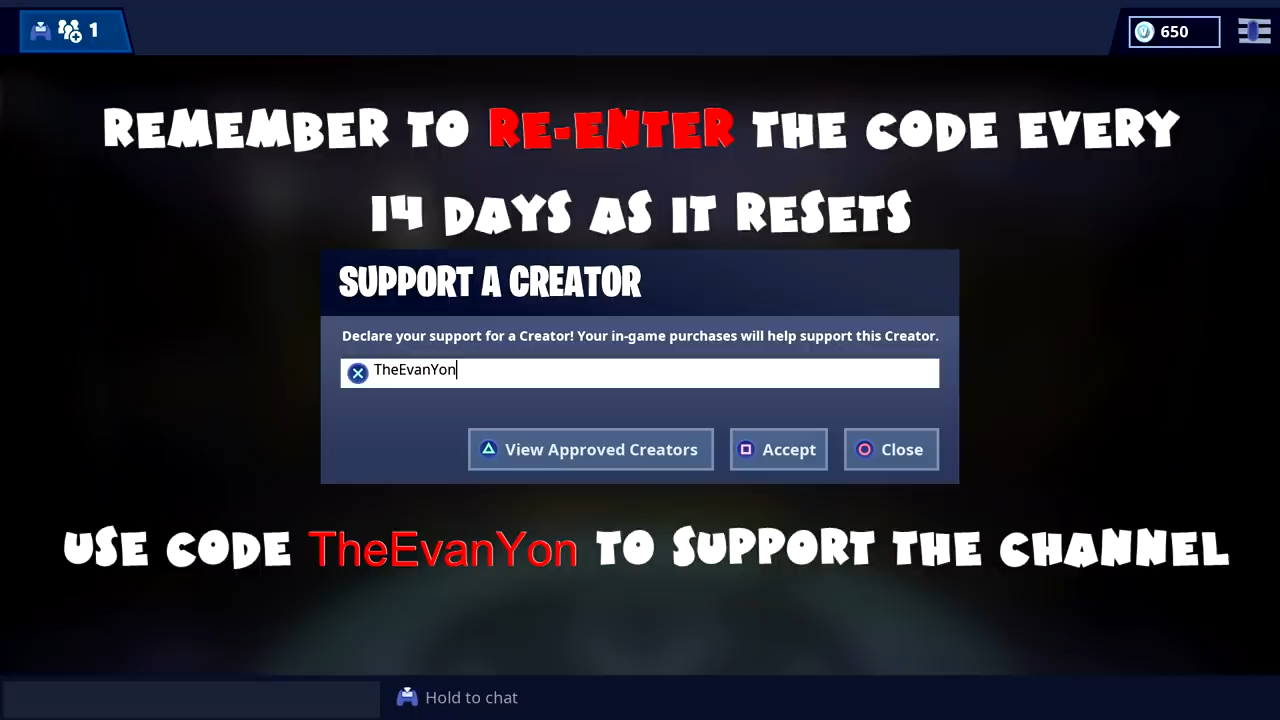 1
650
REMEMBER TO RE-ENTER THE CODE EVERY
14 DAYS AS IT RESETS
SUPPORT A CREATOR
Declare your support for a Creator! Your in-game purchases will help support this Creator.
TheEvanYon
View Approved Creators
Accept
Close
USE CODE TheEvanYon TO SUPPORT THE CHANNEL
Hold to chat